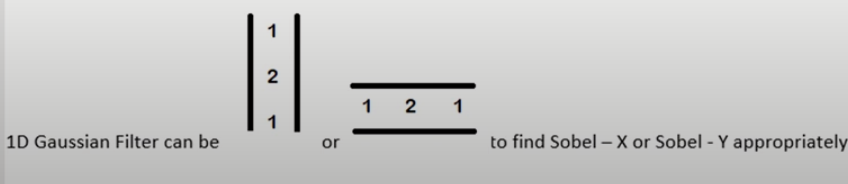 1
2
1
1 2 1
1D Gaussian Filter can be or to find Sobel – X or Sobel - Y appropriately